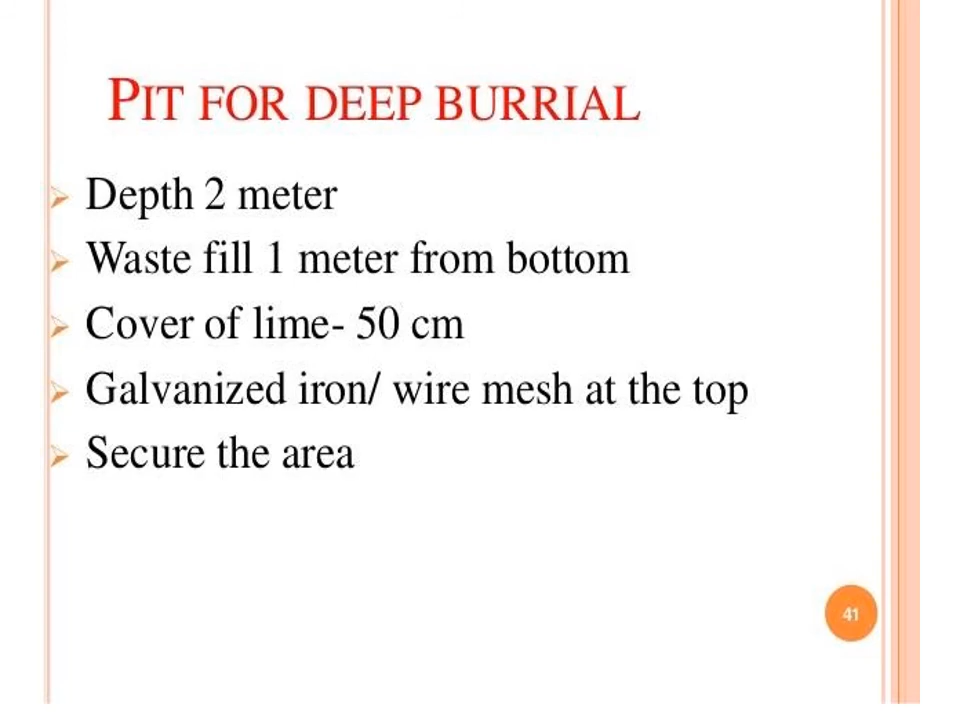 PIT FOR DEEP BURRIAL
Depth 2 meter
Waste fill 1 meter from bottom
Cover of lime- 50 cm
Galvanized iron/ wire mesh at the top
Secure the area
41